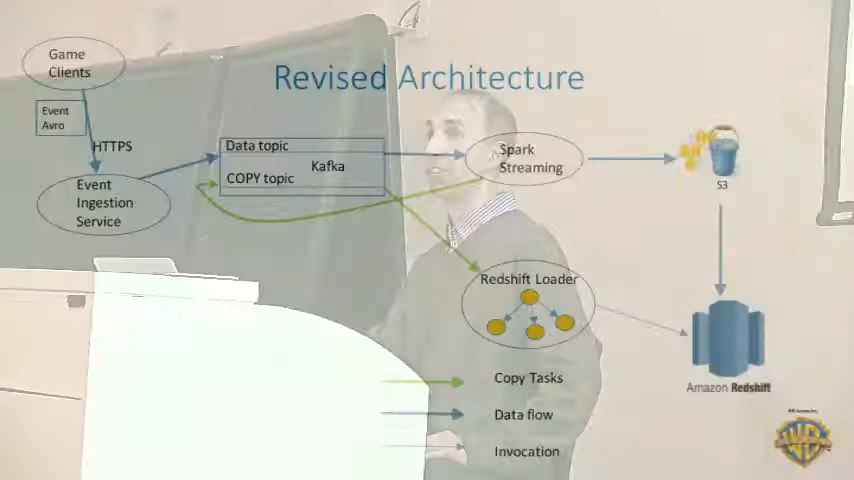 Revised Architecture
Game
Clients
Event
Avro
HTTPS
Event
Ingestion
Service
Data topic
Kafka
COPY topic
Spark
Streaming
S3
Redshift Loader
Amazon Redshift
Copy Tasks
Data flow
Invocation